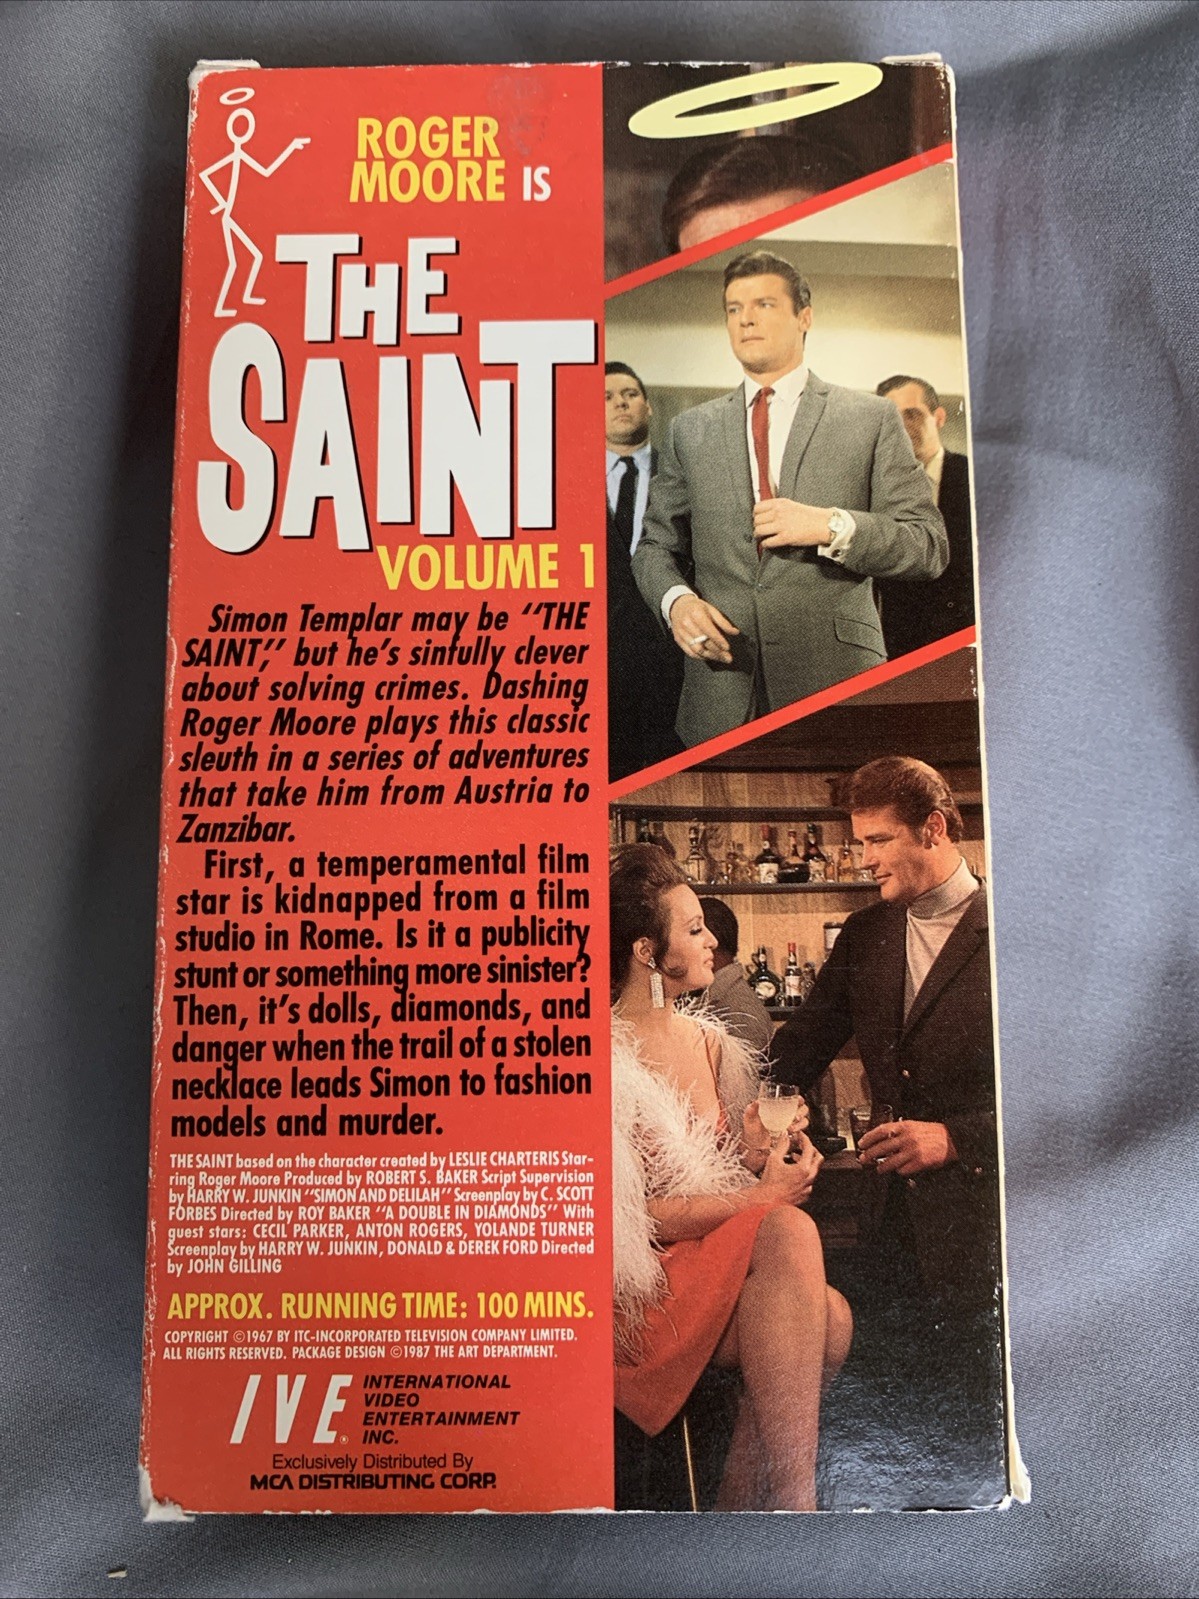 ROGER
MOORE IS
THE
SAINT
VOLUME 1
Simon Templar may be "THE
SAINT," but he's sinfully clever
about solving crimes. Dashing
Roger Moore plays this classic
sleuth in a series of adventures
that take him from Austria to
Zanzibar.
First, a temperamental film
star is kidnapped from a film
studio in Rome. Is it a publicity
stunt or something more sinister?
Then, it's dolls, diamonds, and
danger when the trail of a stolen
necklace leads Simon to fashion
models and murder.
THE SAINT based on the character created by LESLIE CHARTERIS Star-
ring Roger Moore Produced by ROBERT S. BAKER Script Supervision
by HARRY W. JUNKIN "SIMON AND DELILAH" Screenplay by C. SCOTT
FORBES Directed by ROY BAKER "A DOUBLE IN DIAMONDS" With
guest stars: CECIL PARKER, ANTON ROGERS, YOLANDE TURNER
Screenplay by HARRY W. JUNKIN, DONALD & DEREK FORD Directed
by JOHN GILLING
APPROX. RUNNING TIME: 100 MINS.
COPYRIGHT ©1967 BY ITC-INCORPORATED TELEVISION COMPANY LIMITED.
ALL RIGHTS RESERVED. PACKAGE DESIGN ©1987 THE ART DEPARTMENT.
IVE®
INTERNATIONAL
VIDEO
ENTERTAINMENT
INC.
Exclusively Distributed By
MCA DISTRIBUTING CORP.